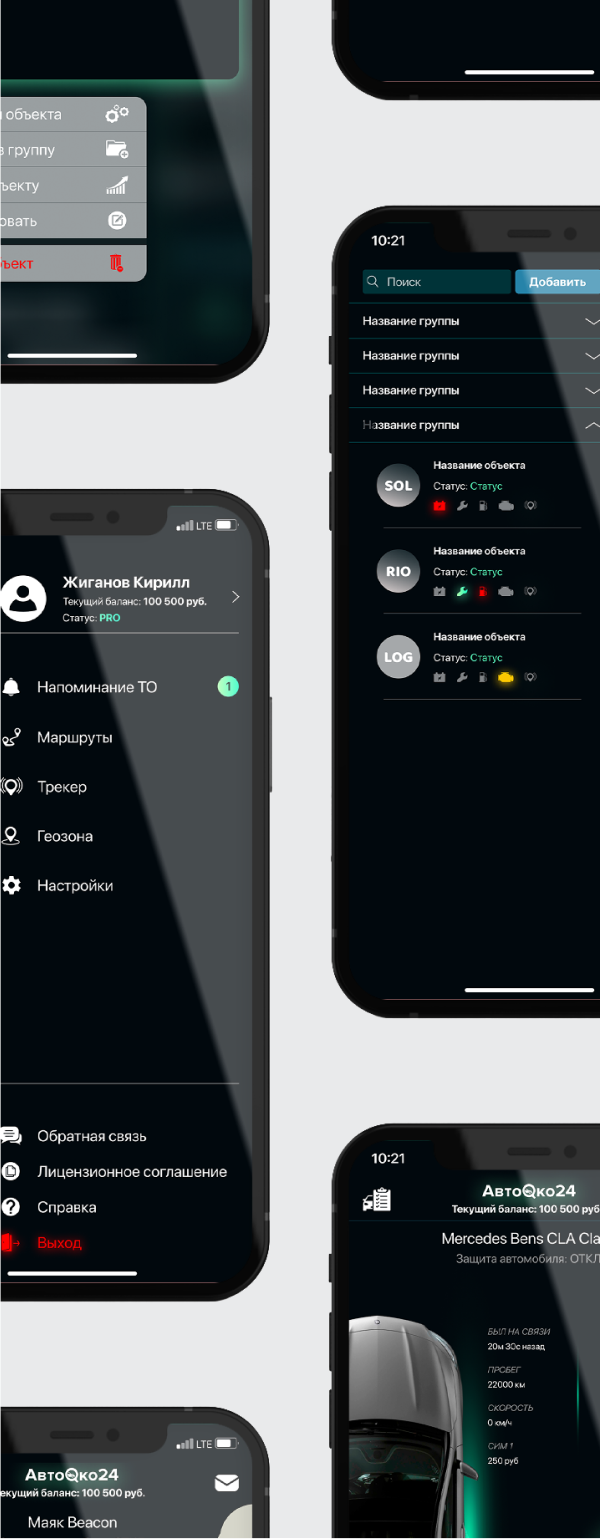 объекта
в группу
ъекту
овать
ъект
LTE
Жиганов Кирилл
Текущий баланс: 100 500 руб.
Статус: PRO
Напоминание ТО
1
Маршруты
Трекер
Геозона
Настройки
Обратная связь
Лицензионное соглашение
Справка
Выход
LTE
АвтоОко24
екущий баланс: 100 500 руб.
Маяк Beacon
10:21
Поиск
Добавить
Название группы
Название группы
Название группы
Название группы
SOL
Название объекта
Статус: Статус
RIO
Название объекта
Статус: Статус
LOG
Название объекта
Статус: Статус
10:21
АвтоОко24
Текущий баланс: 100 500 руб
Mercedes Bens CLA Cla
Защита автомобиля: ОТКЛ
БЫЛ НА СВЯЗИ
20м 30с назад
ПРОБЕГ
22000 км
СКОРОСТЬ
0 км/ч
СИМ 1
250 руб